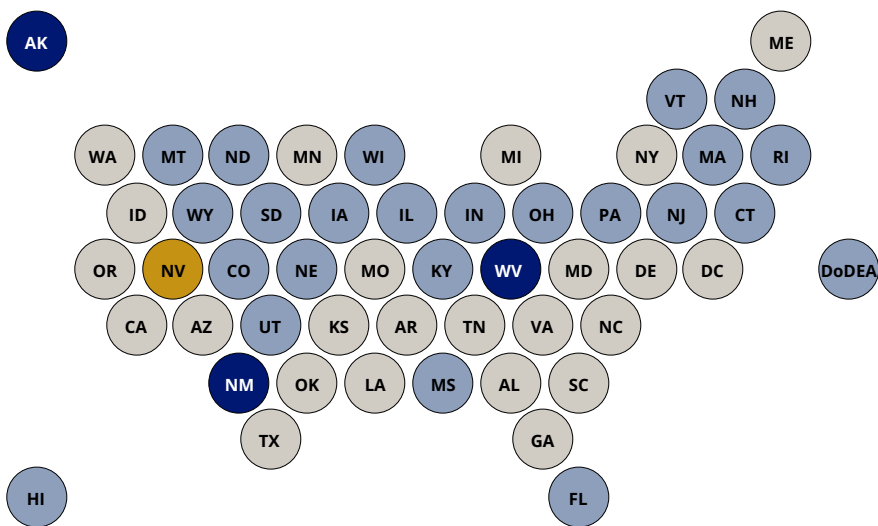 AK ME
VT NH
WA MT ND MN WI MI NY MA RI
ID WY SD IA IL IN OH PA NJ CT
OR NV CO NE MO KY WV MD DE DC DoDEA
CA AZ UT KS AR TN VA NC
NM OK LA MS AL SC
TX GA
HI FL